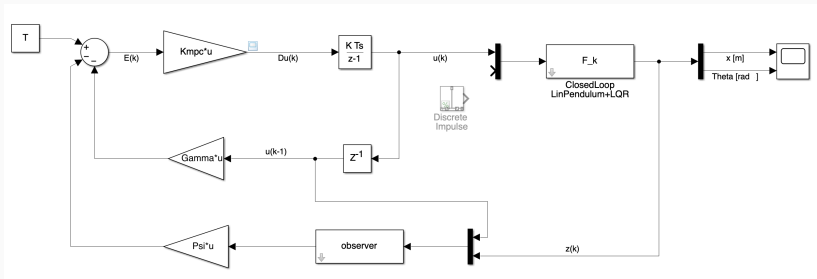 T
+
−
−
E(k)
Kmpc*u
Du(k)
K Ts
z-1
u(k)
F_k
ClosedLoop
LinPendulum+LQR
x [m]
Theta [rad ]
Discrete
Impulse
Gamma*u
u(k-1)
Z-1
Psi*u
observer
z(k)